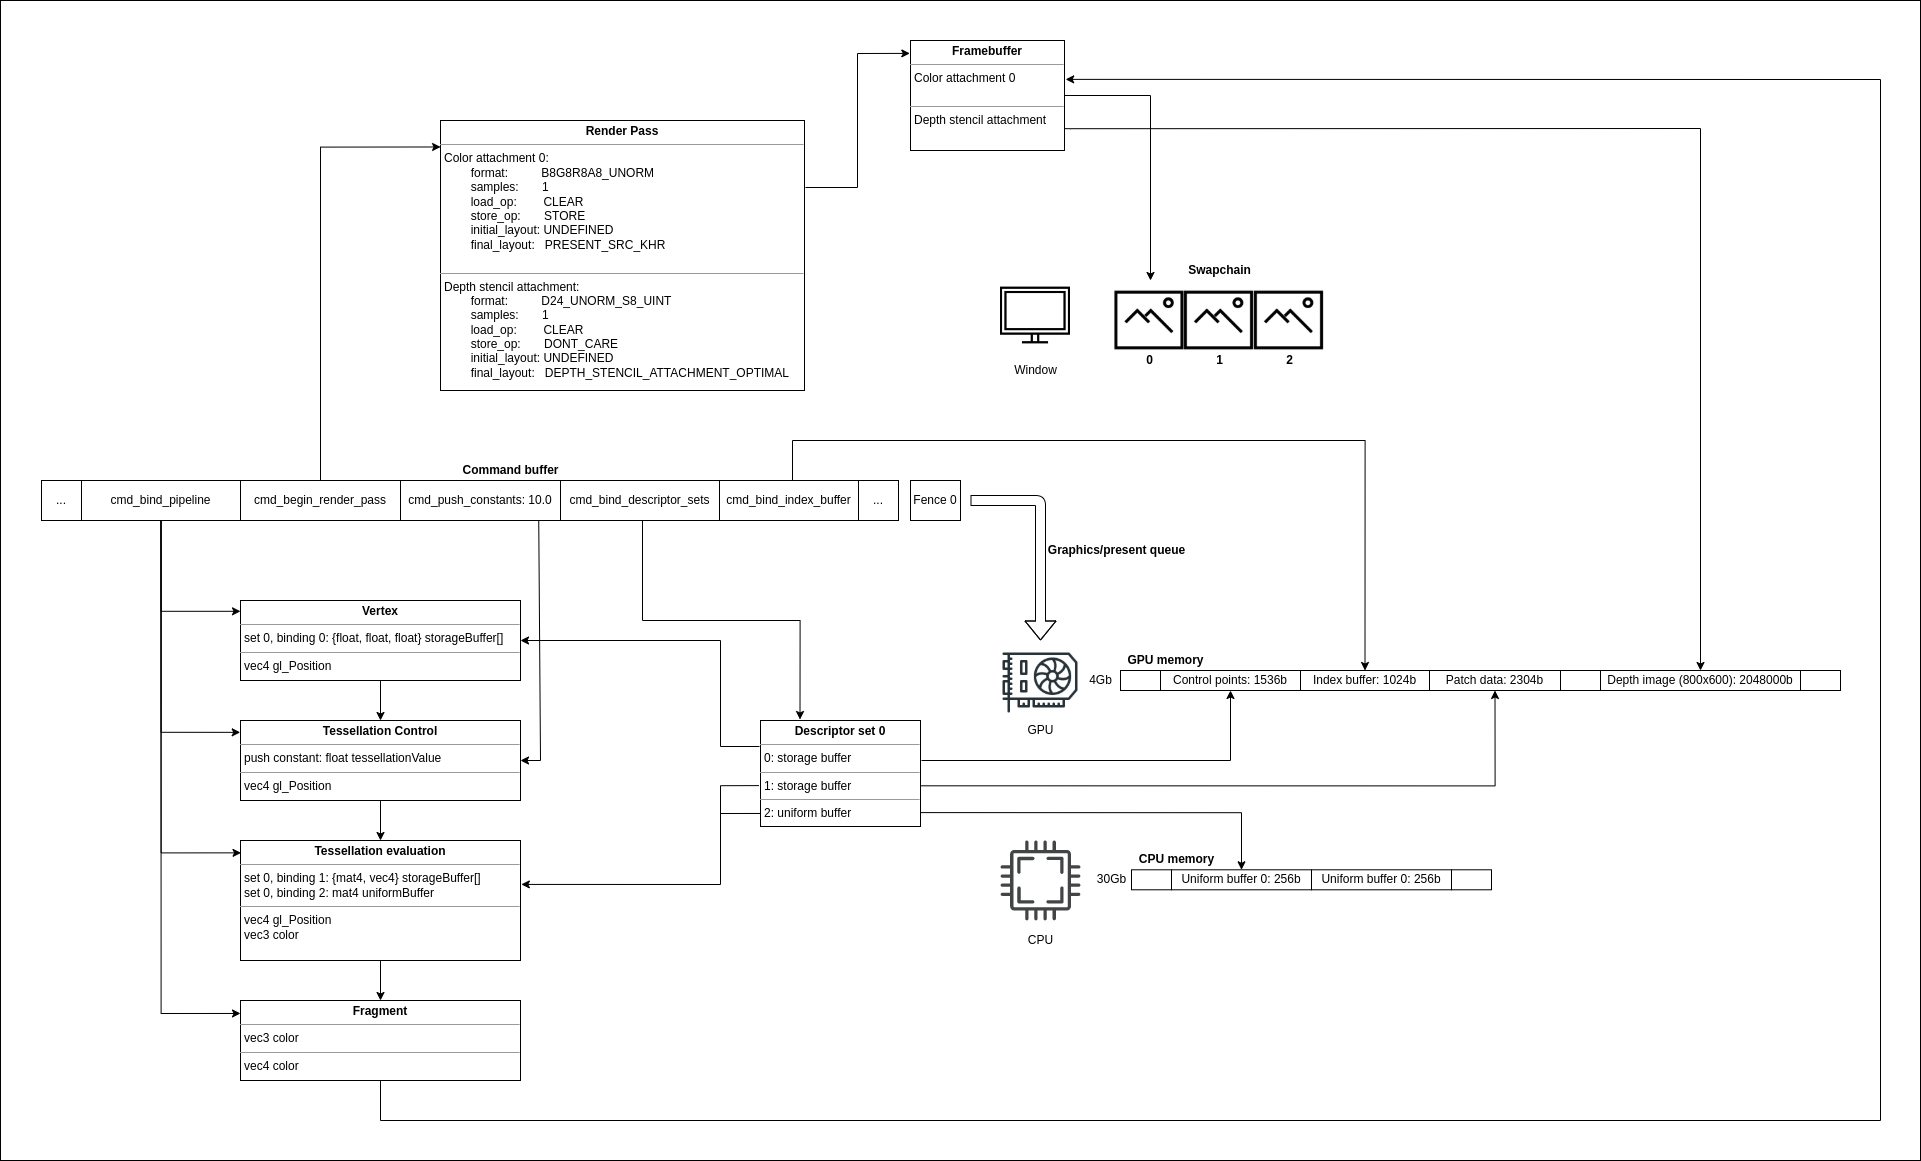 Framebuffer
Color attachment 0
Depth stencil attachment
Render Pass
Color attachment 0:
format: B8G8R8A8_UNORM
samples: 1
load_op: CLEAR
store_op: STORE
initial_layout: UNDEFINED
final_layout: PRESENT_SRC_KHR
Depth stencil attachment:
format: D24_UNORM_S8_UINT
samples: 1
load_op: CLEAR
store_op: DONT_CARE
initial_layout: UNDEFINED
final_layout: DEPTH_STENCIL_ATTACHMENT_OPTIMAL
Swapchain
0 1 2
Window
Command buffer
... cmd_bind_pipeline cmd_begin_render_pass cmd_push_constants: 10.0 cmd_bind_descriptor_sets cmd_bind_index_buffer ... Fence 0
Graphics/present queue
Vertex
set 0, binding 0: {float, float, float} storageBuffer[]
vec4 gl_Position
Tessellation Control
push constant: float tessellationValue
vec4 gl_Position
Tessellation evaluation
set 0, binding 1: {mat4, vec4} storageBuffer[]
set 0, binding 2: mat4 uniformBuffer
vec4 gl_Position
vec3 color
Fragment
vec3 color
vec4 color
Descriptor set 0
0: storage buffer
1: storage buffer
2: uniform buffer
GPU memory
4Gb Control points: 1536b Index buffer: 1024b Patch data: 2304b Depth image (800x600): 2048000b
GPU
CPU memory
30Gb Uniform buffer 0: 256b Uniform buffer 0: 256b
CPU